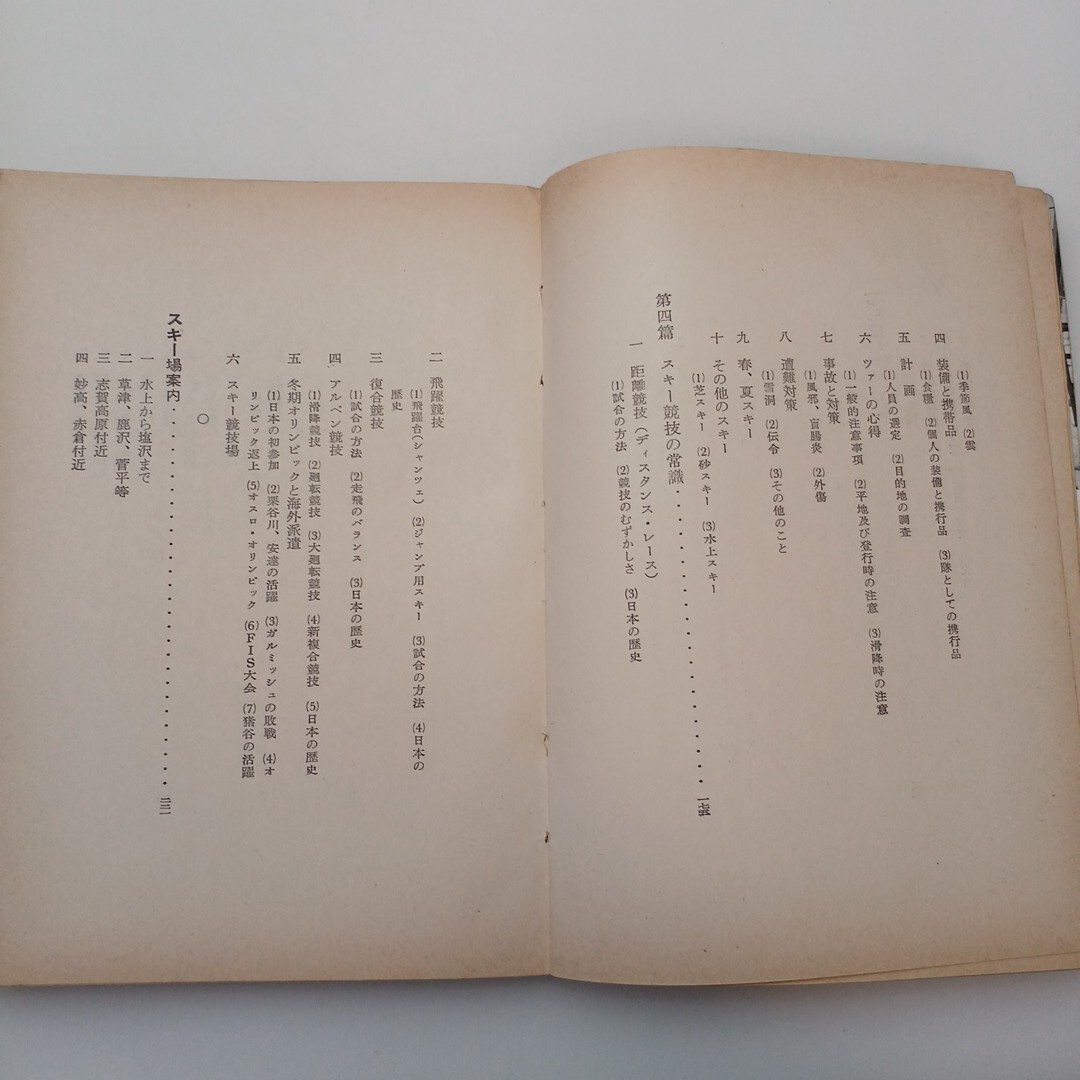 (1)季節風 (2)雲
四 装備と携帯品
(1)食糧 (2)個人の装備と携行品 (3)隊としての携行品
五 計画
(1)人員の選定 (2)目的地の調査
六 ツァーの心得
(1)一般的注意事項 (2)平地及び登行時の注意 (3)滑降時の注意
七 事故と対策
(1)風邪、盲腸炎 (2)外傷
八 遭難対策
(1)雪洞 (2)伝令 (3)その他のこと
九 春、夏スキー
十 その他のスキー
(1)芝スキー (2)砂スキー (3)水上スキー
第四篇 スキー競技の常識・・・・・・・・・・・・・・一七五
一 距離競技(ディスタンス・レース)
(1)試合の方法 (2)競技のむずかしさ (3)日本の歴史
二 飛躍競技
(1)飛躍台(シャンツェ) (2)ジャンプ用スキー (3)試合の方法 (4)日本の
歴史
三 復合競技
(1)試合の方法 (2)走飛のバランス (3)日本の歴史
四 アルペン競技
(1)滑降競技 (2)廻転競技 (3)大廻転競技 (4)新複合競技 (5)日本の歴史
五 冬期オリンピックと海外派遣
(1)日本の初参加 (2)栗谷川、安達の活躍 (3)ガルミッシュの敗戦 (4)オ
リンピック返上 (5)オスロ・オリンピック (6)FIS大会 (7)猪谷の活躍
六 スキー競技場
〇
スキー場案内・・・・・・・・・・・・・・・・・・・・二二一
一 水上から塩沢まで
二 草津、鹿沢、菅平等
三 志賀高原付近
四 妙高、赤倉付近